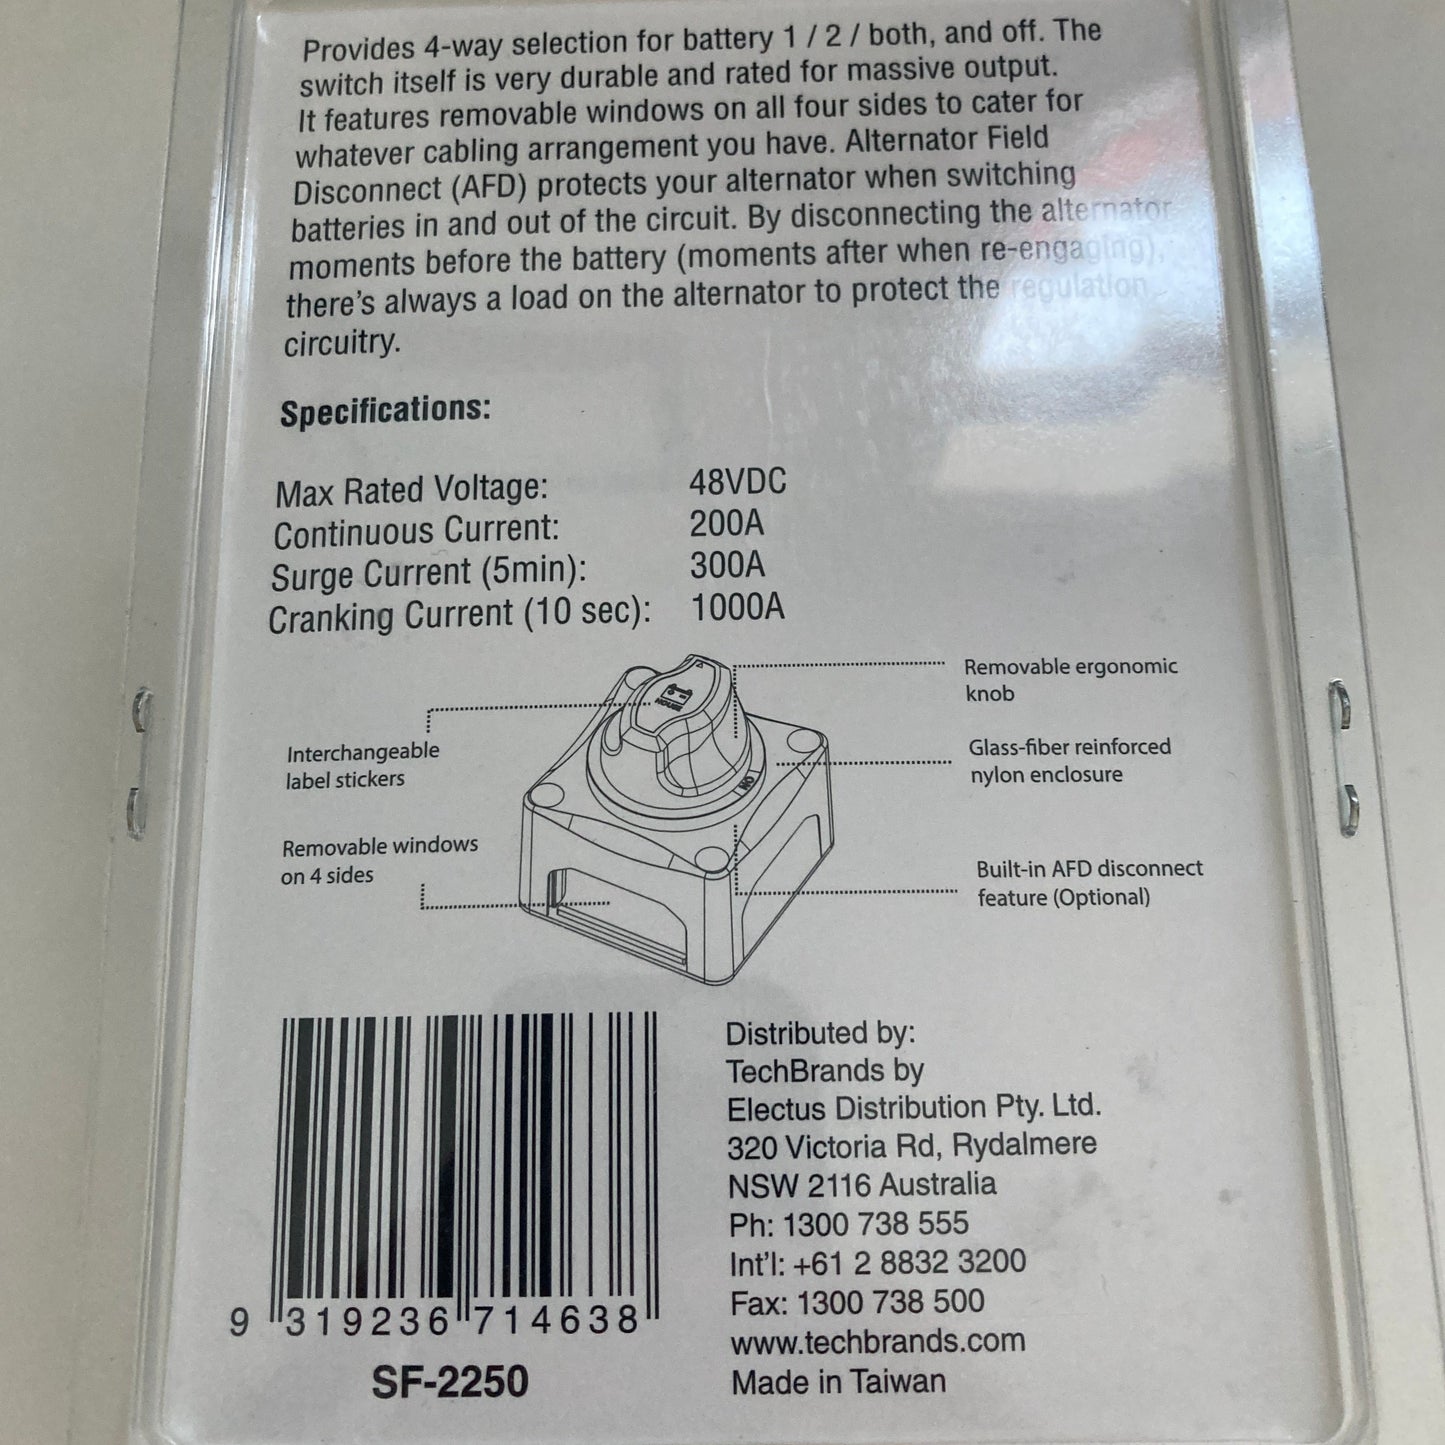 Provides 4-way selection for battery 1 / 2 / both, and off. The
switch itself is very durable and rated for massive output.
It features removable windows on all four sides to cater for
whatever cabling arrangement you have. Alternator Field
Disconnect (AFD) protects your alternator when switching
batteries in and out of the circuit. By disconnecting the alternator
moments before the battery (moments after when re-engaging),
there's always a load on the alternator to protect the regulation
circuitry.
Specifications:
Max Rated Voltage: 48VDC
Continuous Current: 200A
Surge Current (5min): 300A
Cranking Current (10 sec): 1000A
Removable ergonomic
knob
HOUSE
Interchangeable
label stickers
Glass-fiber reinforced
nylon enclosure
ON
Removable windows
on 4 sides
Built-in AFD disconnect
feature (Optional)
9 319236 714638
SF-2250
Distributed by:
TechBrands by
Electus Distribution Pty. Ltd.
320 Victoria Rd, Rydalmere
NSW 2116 Australia
Ph: 1300 738 555
Int'l: +61 2 8832 3200
Fax: 1300 738 500
www.techbrands.com
Made in Taiwan